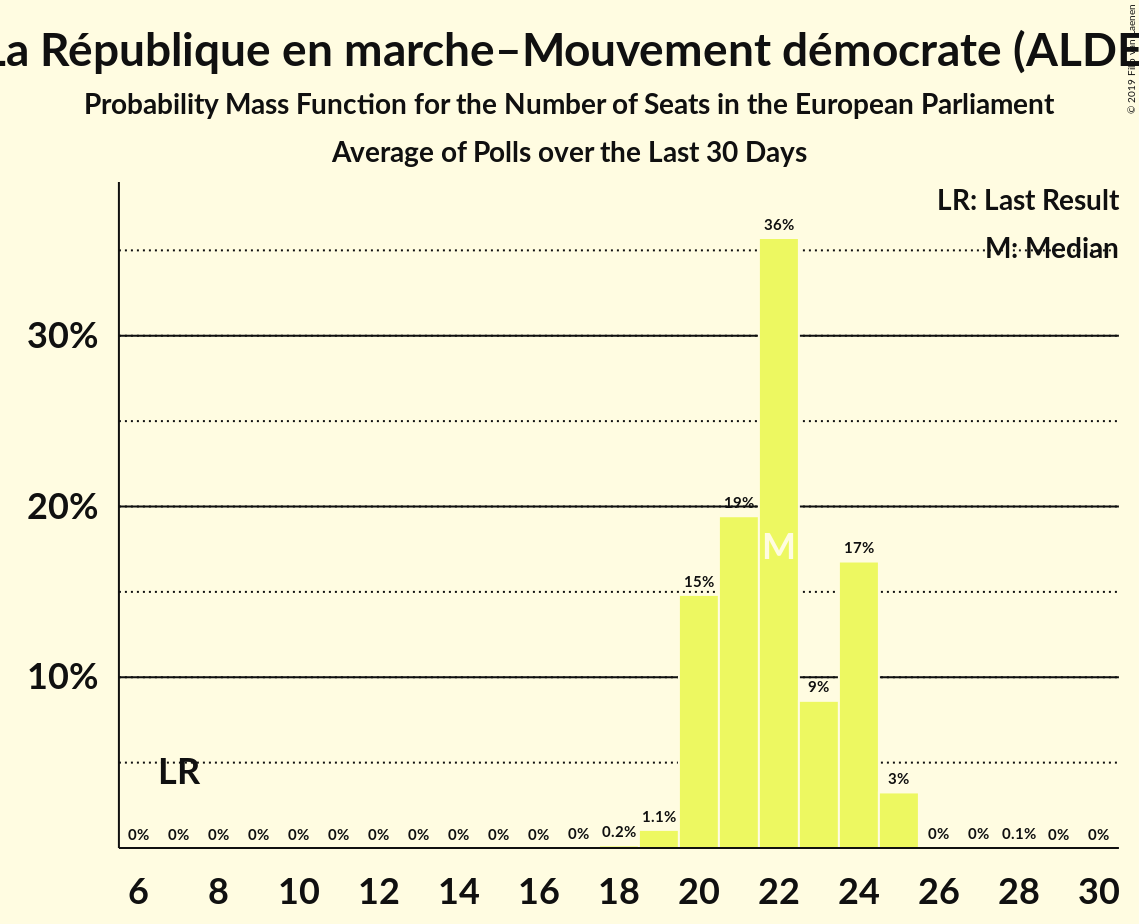 La République en marche–Mouvement démocrate (ALDE
Probability Mass Function for the Number of Seats in the European Parliament
Average of Polls over the Last 30 Days
© 2019 Filip van Laenen
LR: Last Result
M: Median
36%
30%
20%
19%
M
17%
15%
10%
9%
LR
3%
1.1%
0% 0% 0% 0% 0% 0% 0% 0% 0% 0% 0% 0% 0.2% 0% 0% 0.1% 0% 0%
6 8 10 12 14 16 18 20 22 24 26 28 30